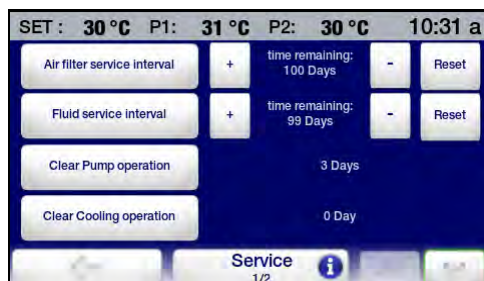 SET : 30 °C P1: 31 °C P2: 30 °C 10:31 a
Air filter service interval + time remaining: 100 Days - Reset
Fluid service interval + time remaining: 99 Days - Reset
Clear Pump operation 3 Days
Clear Cooling operation 0 Day
Service
1/2